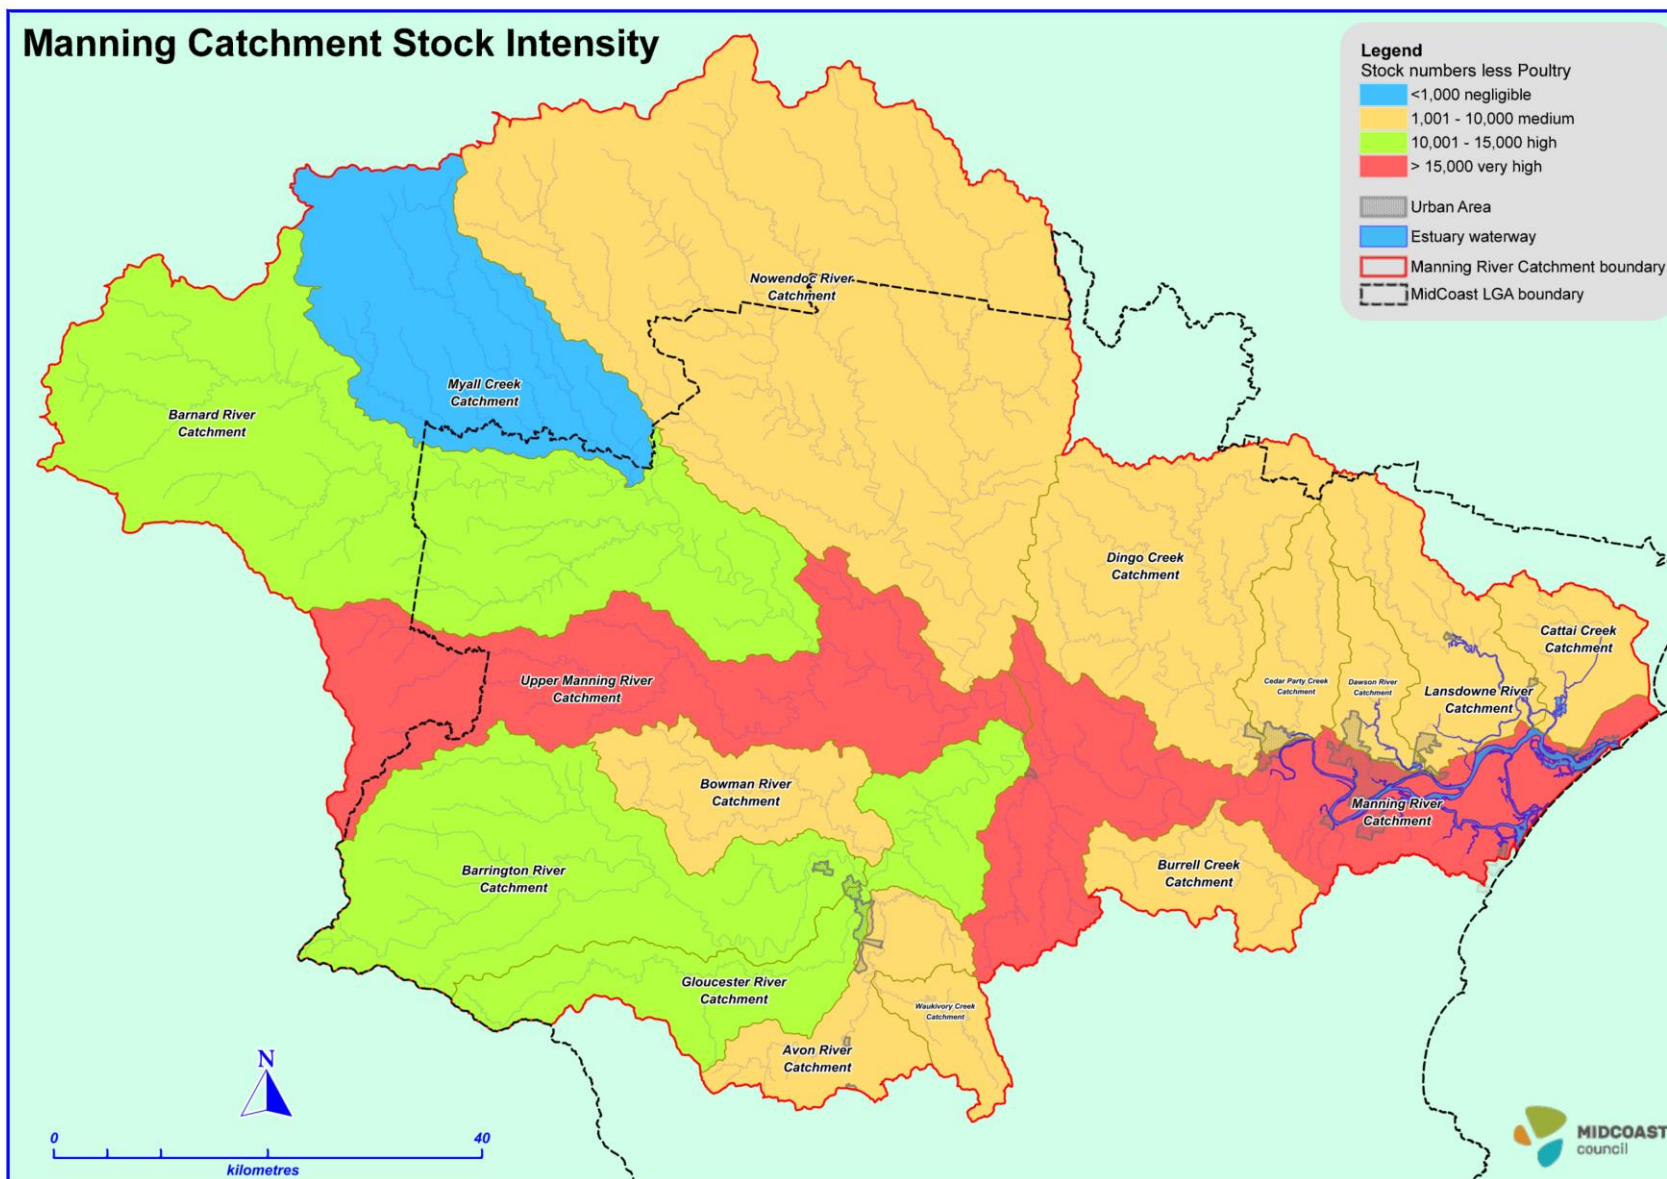 Manning Catchment Stock Intensity
Legend
Stock numbers less Poultry
<1,000 negligible
1,001 - 10,000 medium
10,001 - 15,000 high
> 15,000 very high
Urban Area
Estuary waterway
Manning River Catchment boundary
MidCoast LGA boundary
Nowendoc River
Catchment
Myall Creek
Catchment
Barnard River
Catchment
Dingo Creek
Catchment
Cattai Creek
Catchment
Upper Manning River
Catchment
Cedar Party Creek
Catchment
Dawson River
Catchment
Lansdowne River
Catchment
Bowman River
Catchment
Manning River
Catchment
Barrington River
Catchment
Burrell Creek
Catchment
Gloucester River
Catchment
Waukivory Creek
Catchment
Avon River
Catchment
N
0 40
kilometres
MIDCOAST
council